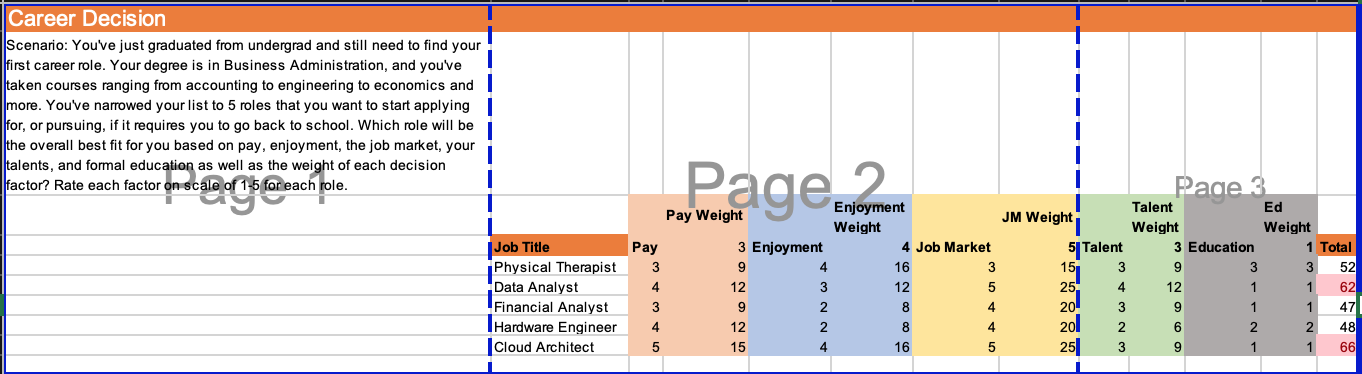 Career Decision
Scenario: You've just graduated from undergrad and still need to find your
first career role. Your degree is in Business Administration, and you've
taken courses ranging from accounting to engineering to economics and
more. You've narrowed your list to 5 roles that you want to start applying
for, or pursuing, if it requires you to go back to school. Which role will be
the overall best fit for you based on pay, enjoyment, the job market, your
talents, and formal education as well as the weight of each decision
factor? Rate each factor on scale of 1-5 for each role.
Page 1
Page 2
Page 3
Pay Weight Enjoyment Weight JM Weight Talent Weight Ed Weight
Job Title Pay 3 Enjoyment 4 Job Market 5 Talent 3 Education 1 Total
Physical Therapist 3 9 4 16 3 15 3 9 3 3 52
Data Analyst 4 12 3 12 5 25 4 12 1 1 62
Financial Analyst 3 9 2 8 4 20 3 9 1 1 47
Hardware Engineer 4 12 2 8 4 20 2 6 2 2 48
Cloud Architect 5 15 4 16 5 25 3 9 1 1 66